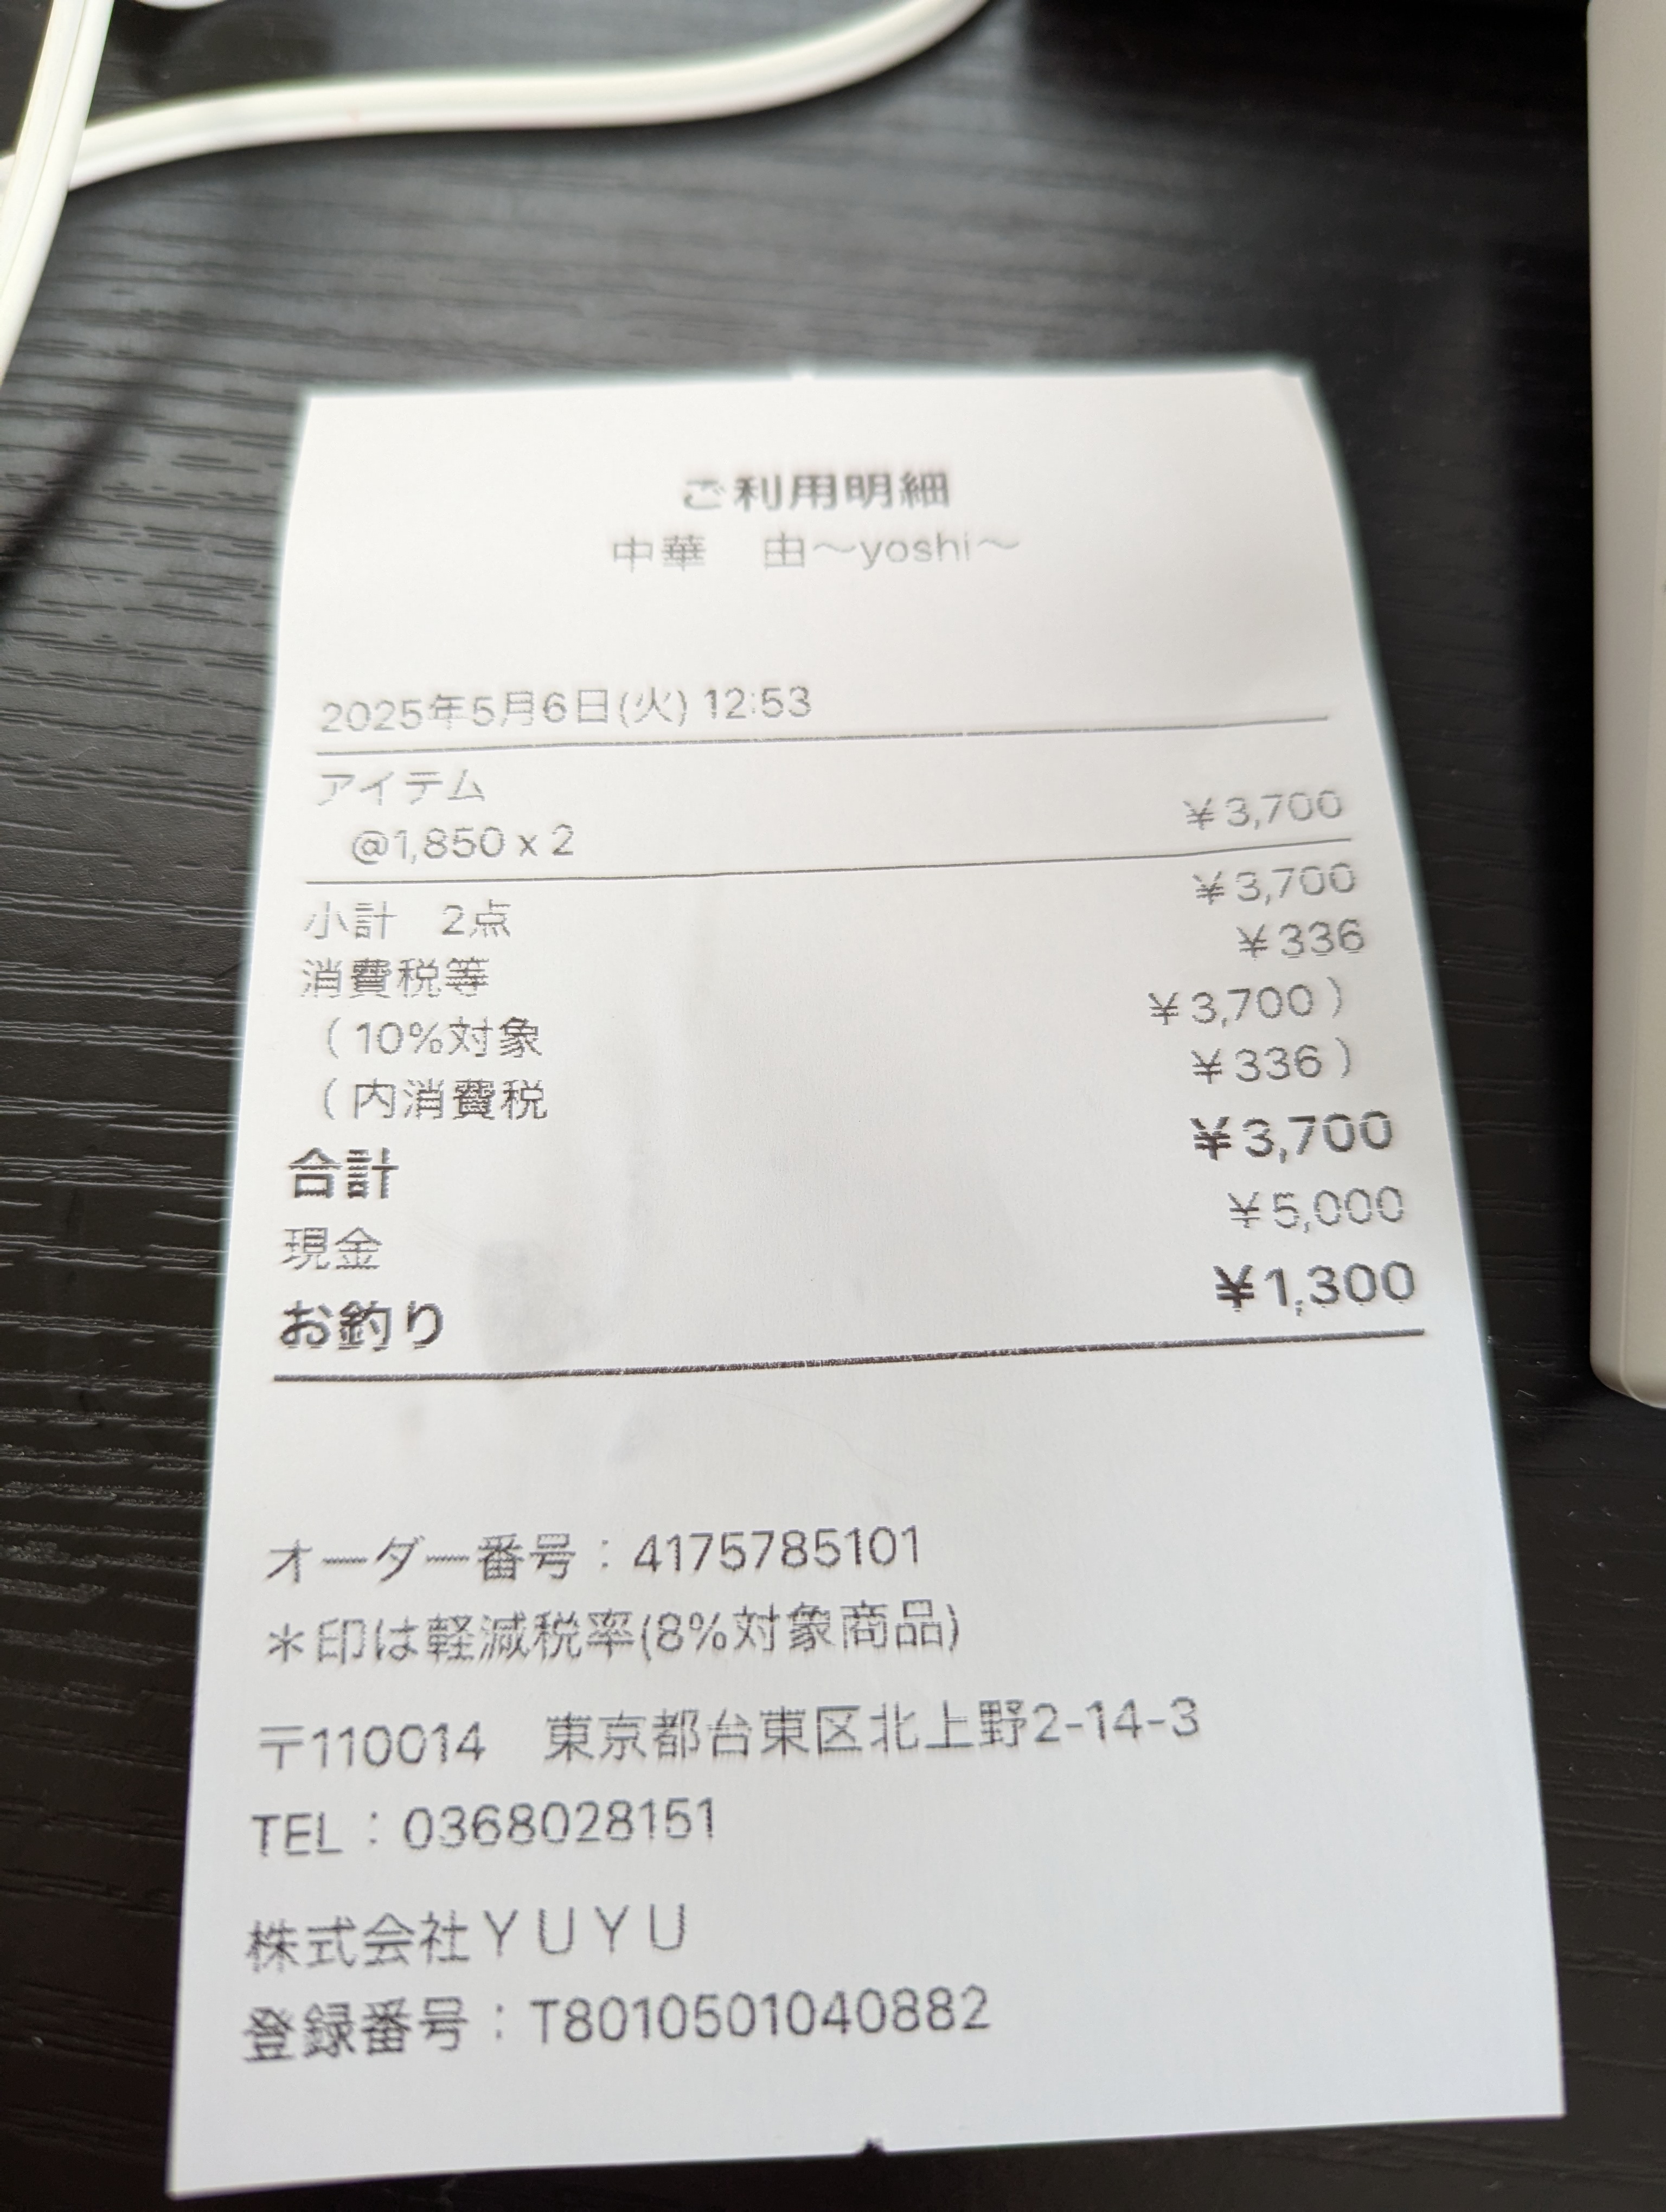 ご利用明細
中華　由〜yoshi〜
2025年5月6日(火) 12:53
アイテム
@1,850 x 2 ¥3,700
小計　2点 ¥3,700
消費税等 ¥336
( 10%対象 ¥3,700 )
( 内消費税 ¥336 )
合計 ¥3,700
現金 ¥5,000
お釣り ¥1,300
オーダー番号：4175785101
＊印は軽減税率(8%対象商品)
〒110014　東京都台東区北上野2-14-3
TEL：0368028151
株式会社ＹＵＹＵ
登録番号：T8010501040882